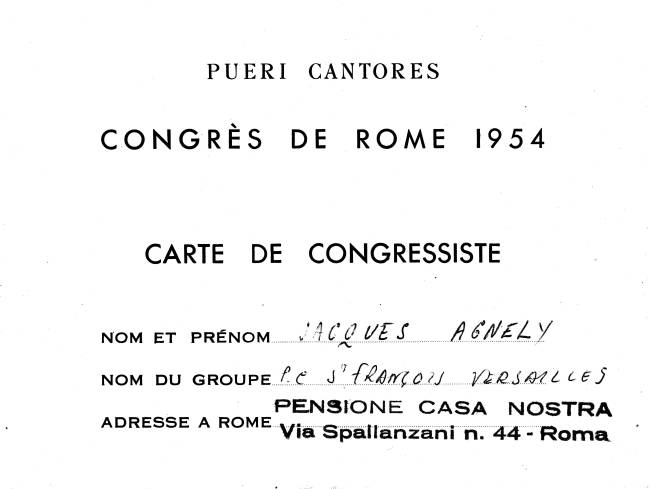 PUERI CANTORES
CONGRÈS DE ROME 1954
CARTE DE CONGRESSISTE
NOM ET PRÉNOM JACQUES AGNELY
NOM DU GROUPE P.C St FRANÇOIS VERSAILLES
ADRESSE A ROME PENSIONE CASA NOSTRA
Via Spallanzani n. 44 - Roma